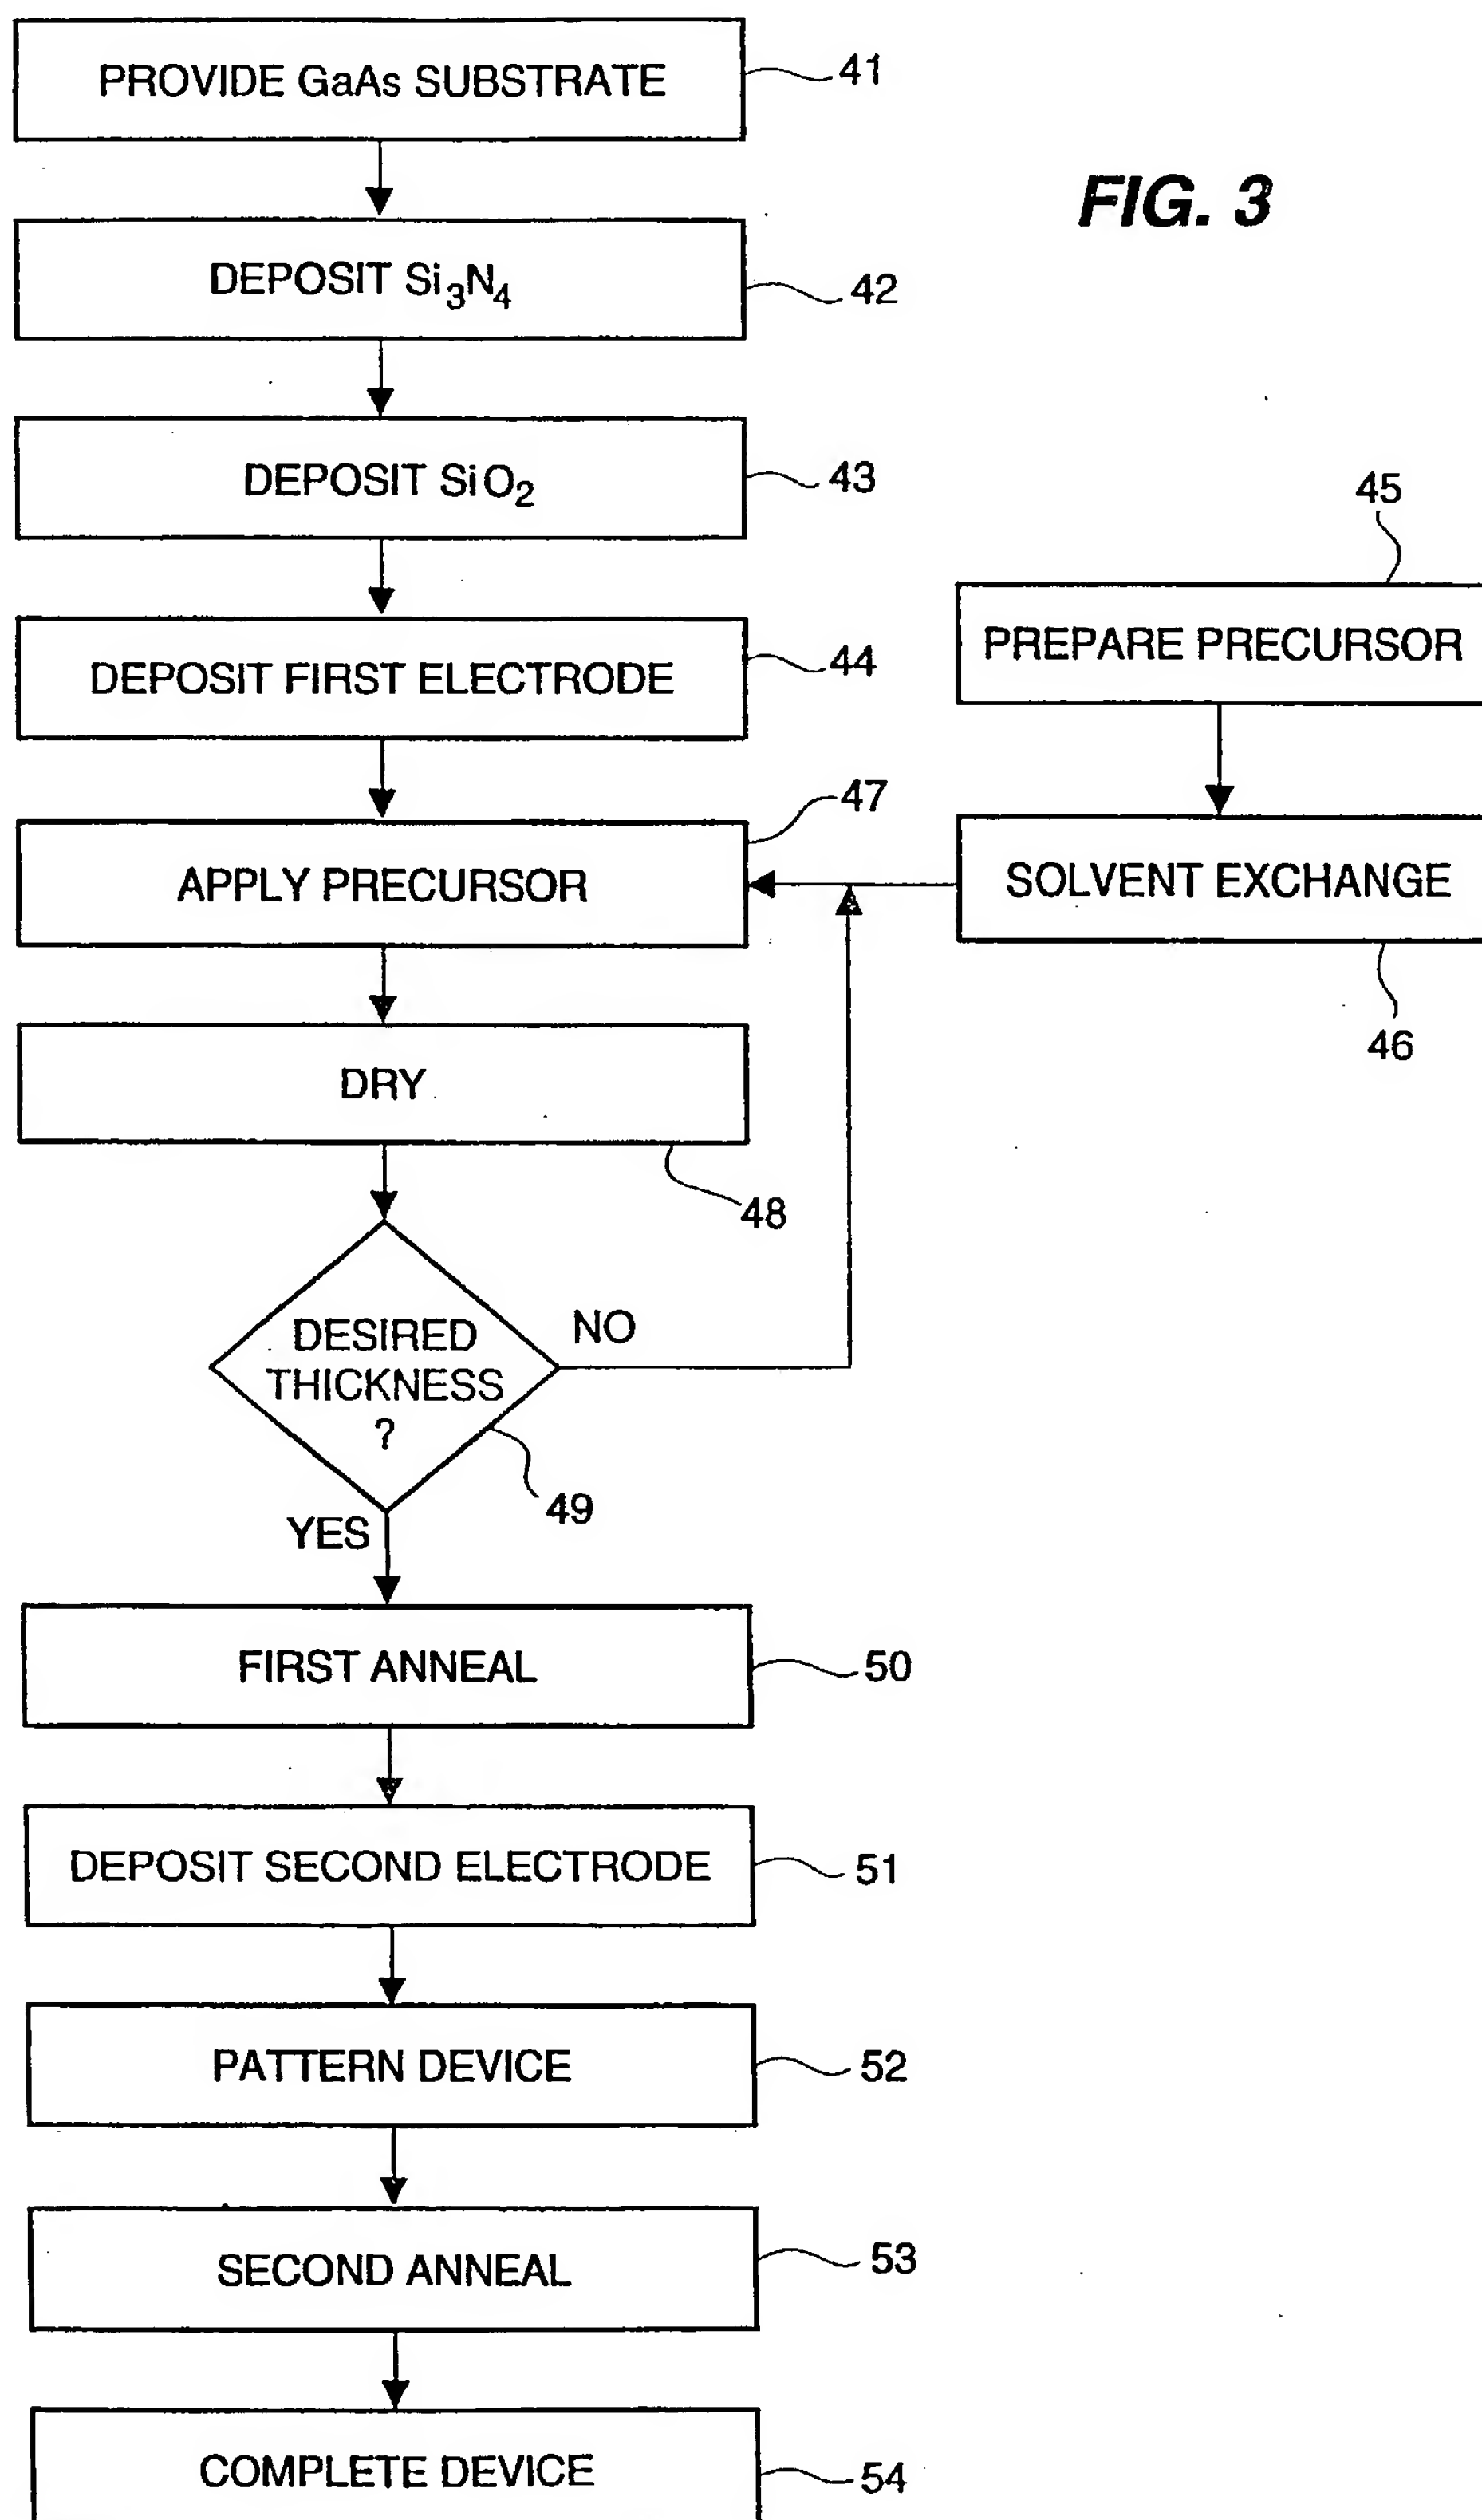 PROVIDE GaAs SUBSTRATE
41
FIG. 3
DEPOSIT Si₃N₄
42
DEPOSIT SiO₂
43
45
PREPARE PRECURSOR
DEPOSIT FIRST ELECTRODE
44
47
APPLY PRECURSOR
SOLVENT EXCHANGE
46
DRY
48
DESIRED
THICKNESS
?
NO
49
YES
FIRST ANNEAL
50
DEPOSIT SECOND ELECTRODE
51
PATTERN DEVICE
52
SECOND ANNEAL
53
COMPLETE DEVICE
54